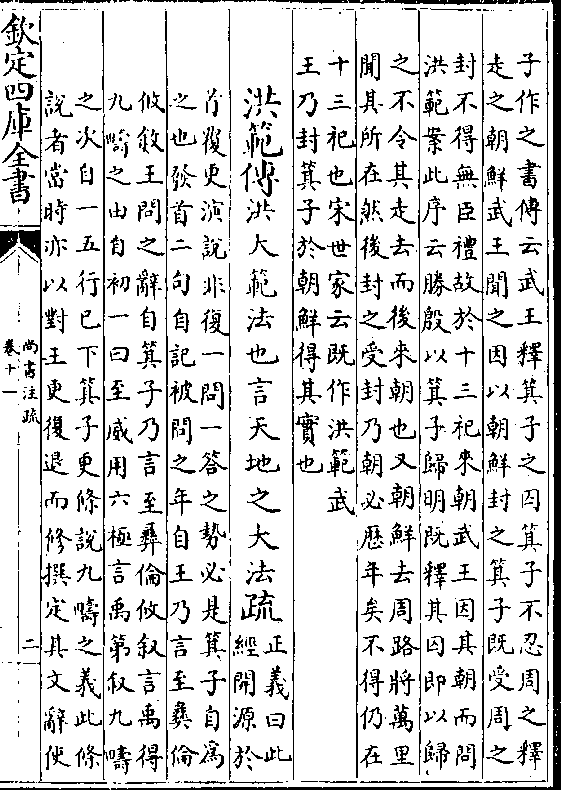 子作之書傳云武王釋箕子之囚箕子不忍周之釋
走之朝鮮武王聞之因以朝鮮封之箕子既受周之
封不得無臣禮故於十三祀來朝武王因其朝而問
洪範案此序云勝殷以箕子歸明既釋其囚即以歸
之不令其走去而後來朝也又朝鮮去周路將萬里
聞其所在然後封之受封乃朝必歷年矣不得仍在
十三祀也宋世家云既作洪範武
王乃封箕子於朝鮮得其實也
洪範傳洪大範法也言天地之大法疏
正義曰此
經開源於
首覆更演說非復一問一答之勢必是箕子自為
之也發首二句自記被問之年自王乃言至彝倫
攸敘王問之辭自箕子乃言至彝倫攸叙言禹得
九疇之由自初一曰至威用六極言禹第叙九疇
之次自一五行已下箕子更條說九疇之義此條
說者當時亦以對王更復退而修撰定其文辭使
欽定四庫全書
尚書注疏
卷十一
二